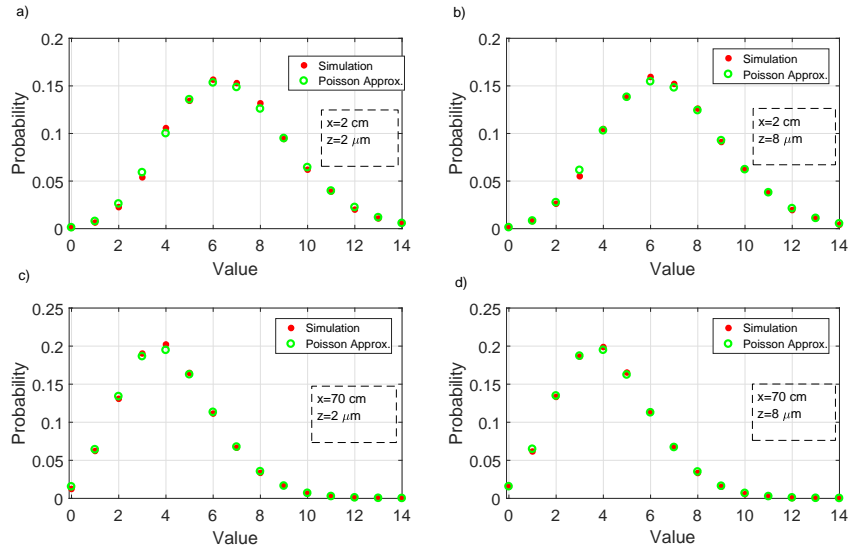 a)
0.2
0.15
0.1
0.05
0
Probability
0 2 4 6 8 10 12 14
Value
Simulation
Poisson Approx.
x=2 cm
z=2 μm
b)
0.2
0.15
0.1
0.05
0
Probability
0 2 4 6 8 10 12 14
Value
Simulation
Poisson Approx.
x=2 cm
z=8 μm
c)
0.25
0.2
0.15
0.1
0.05
0
Probability
0 2 4 6 8 10 12 14
Value
Simulation
Poisson Approx.
x=70 cm
z=2 μm
d)
0.25
0.2
0.15
0.1
0.05
0
Probability
0 2 4 6 8 10 12 14
Value
Simulation
Poisson Approx.
x=70 cm
z=8 μm